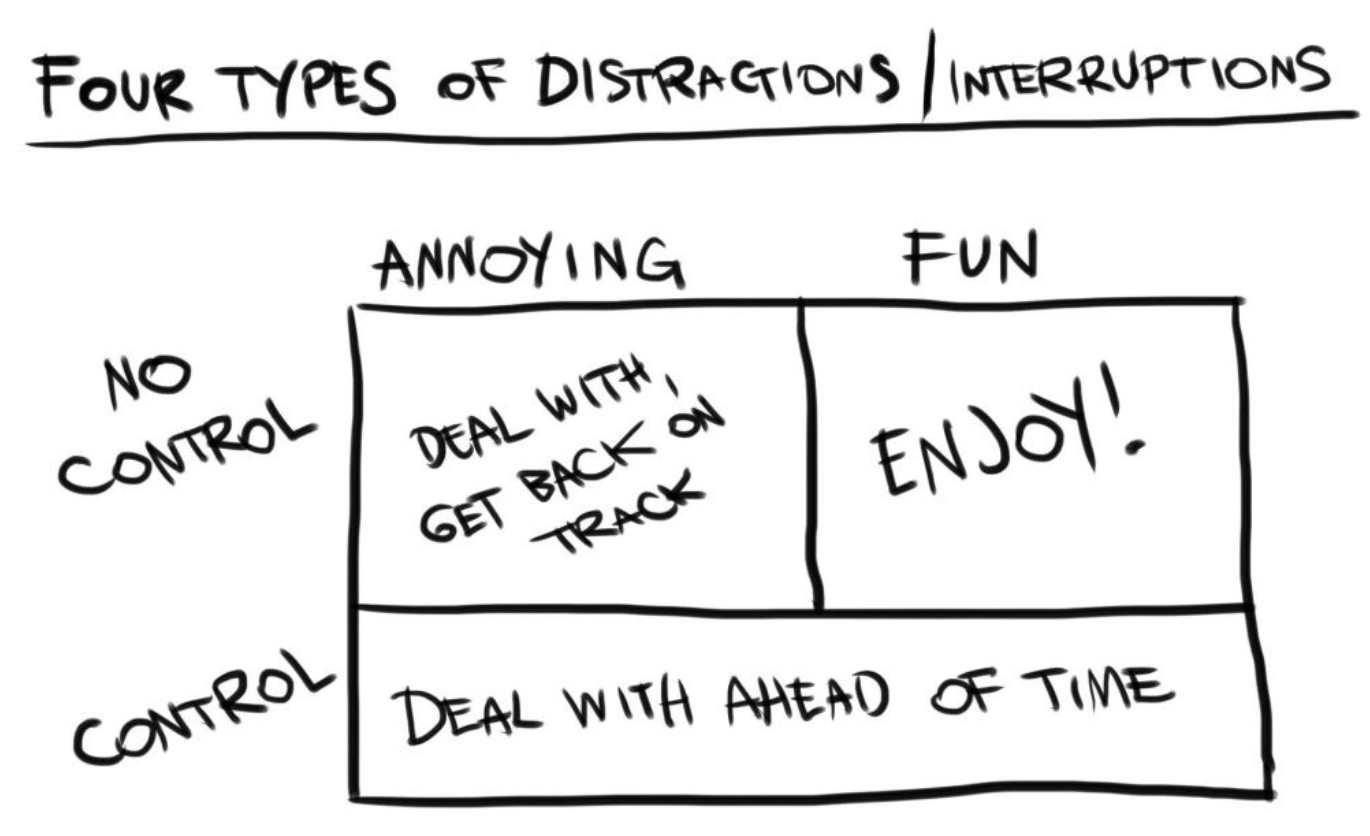 FOUR TYPES OF DISTRACTIONS/INTERRUPTIONS
ANNOYING
FUN
NO
CONTROL
DEAL WITH,
GET BACK ON
TRACK
ENJOY!
CONTROL
DEAL WITH AHEAD OF TIME